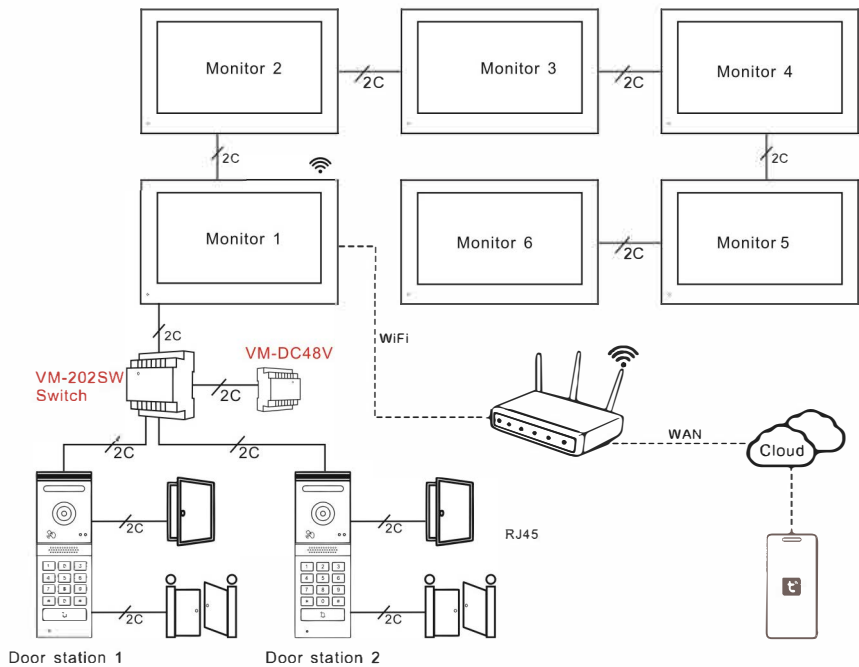 Monitor 2
2C
Monitor 3
2C
Monitor 4
2C
2C
Monitor 1
Monitor 6
2C
Monitor 5
2C
WiFi
VM-DC48V
VM-202SW
Switch
2C
WAN
Cloud
2C
2C
2C
2C
RJ45
2C
2C
Door station 1
Door station 2